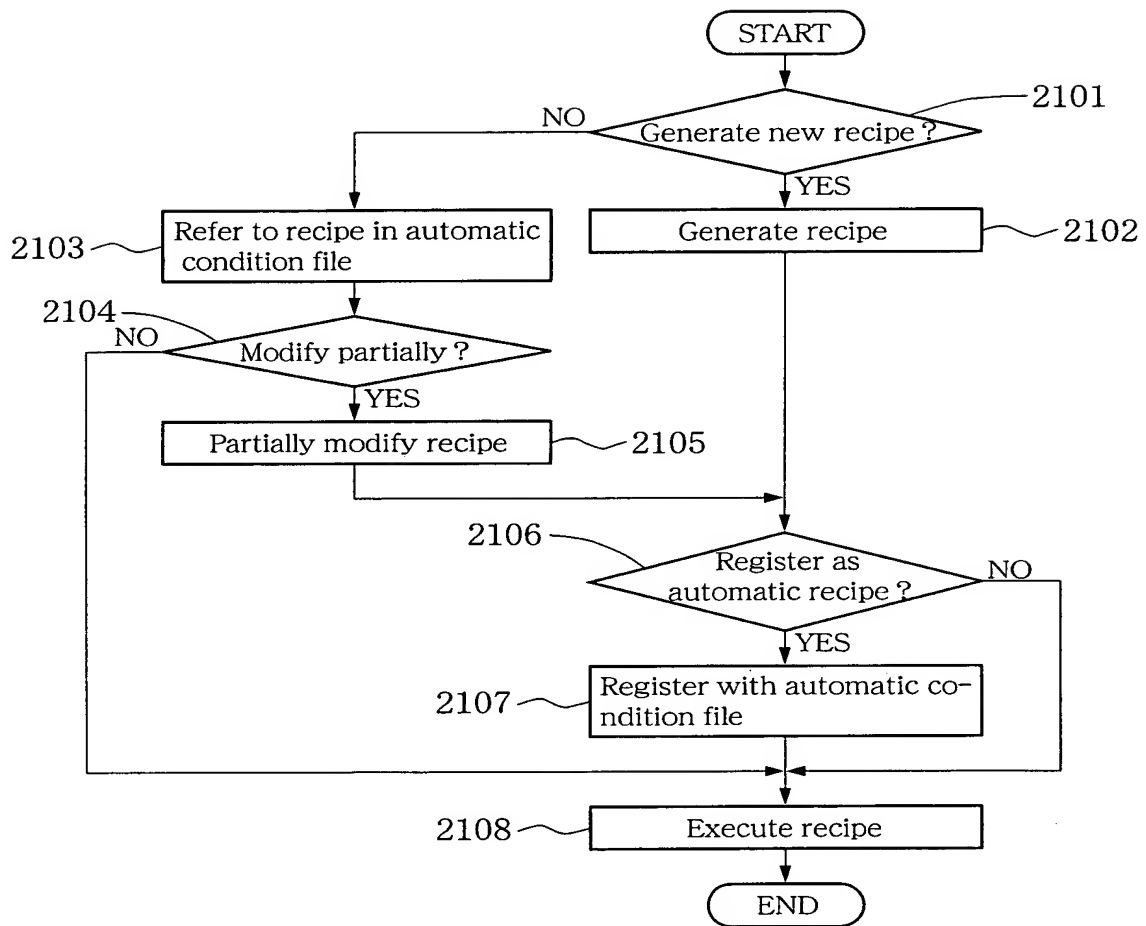 START
2101
NO
Generate new recipe?
YES
2103
Refer to recipe in automatic
condition file
Generate recipe
2102
2104
NO
Modify partially?
YES
Partially modify recipe
2105
2106
Register as
automatic recipe?
NO
YES
2107
Register with automatic co-
ndition file
2108
Execute recipe
END